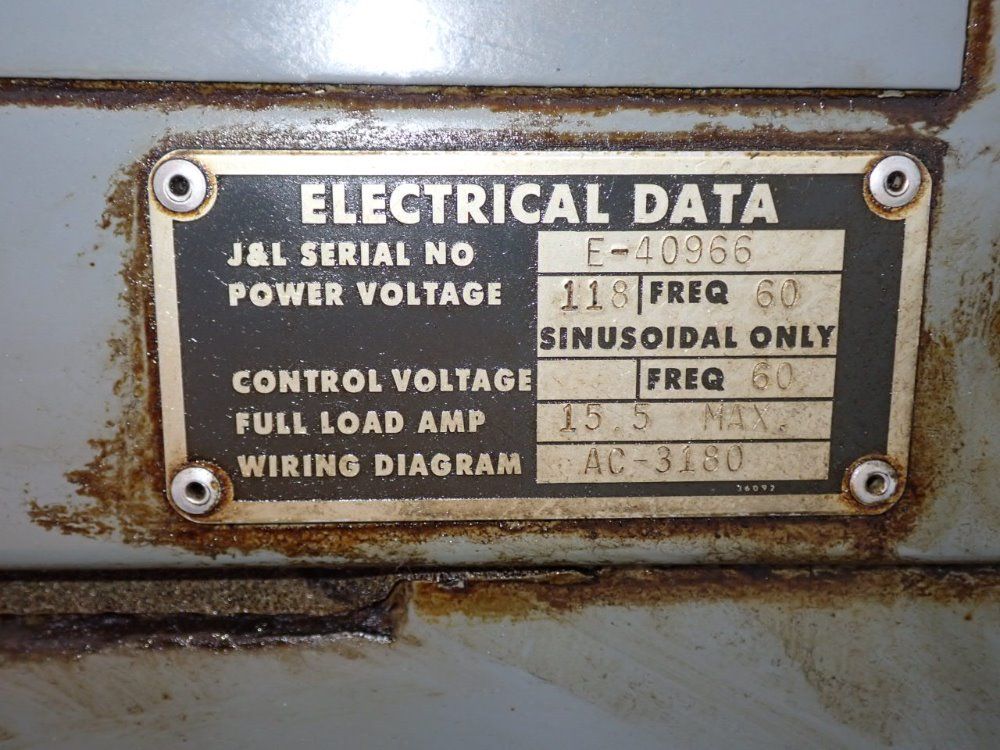 ELECTRICAL DATA
J&L SERIAL NO E-40966
POWER VOLTAGE 118 FREQ 60
SINUSOIDAL ONLY
CONTROL VOLTAGE FREQ 60
FULL LOAD AMP 15.5 MAX.
WIRING DIAGRAM AC-3180
36092